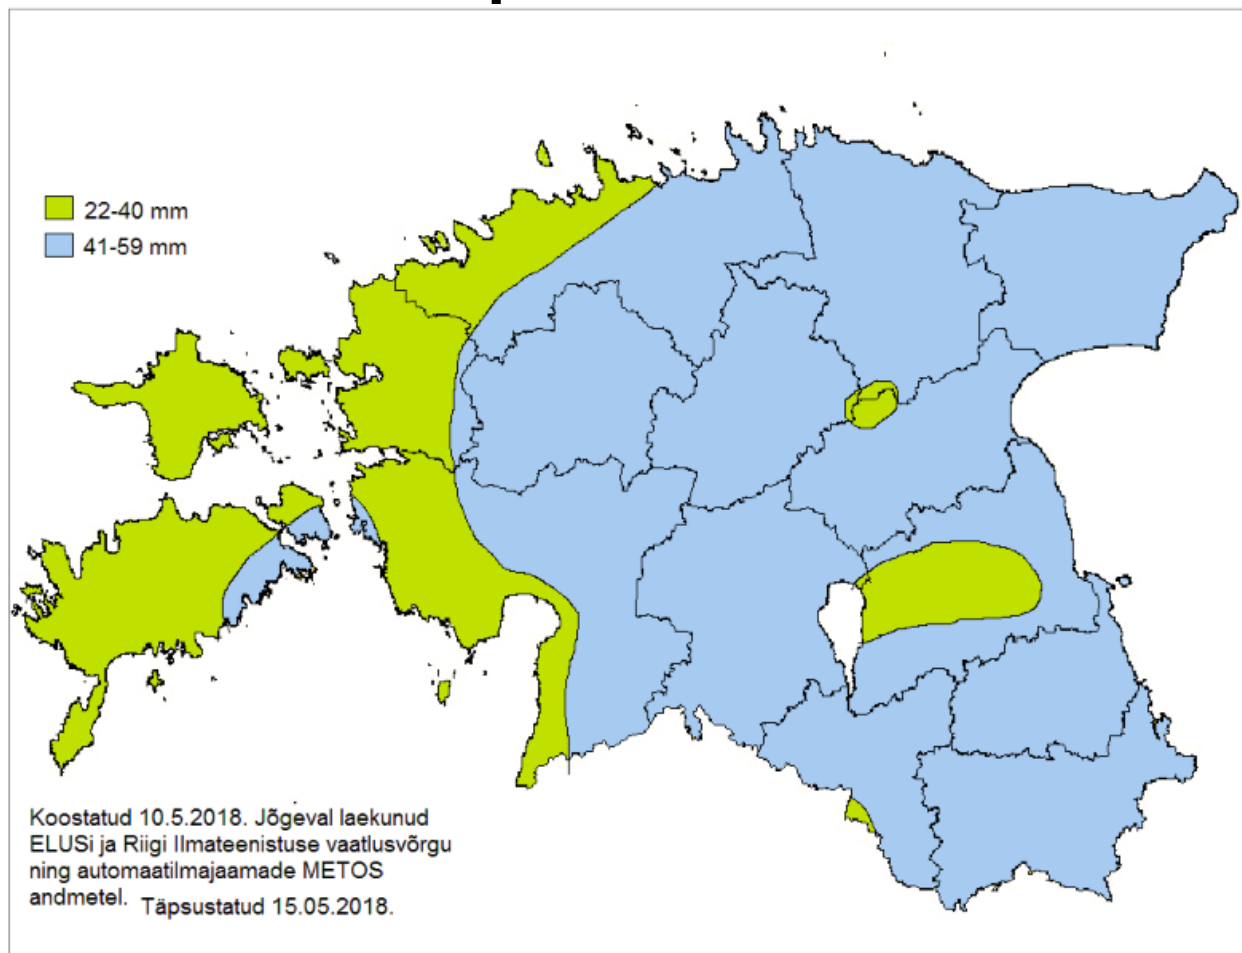 22-40 mm
41-59 mm
Koostatud 10.5.2018. Jõgeval laekunud
ELUSi ja Riigi Ilmateenistuse vaatlusvõrgu
ning automaatilmajaamade METOS
andmetel. Täpsustatud 15.05.2018.